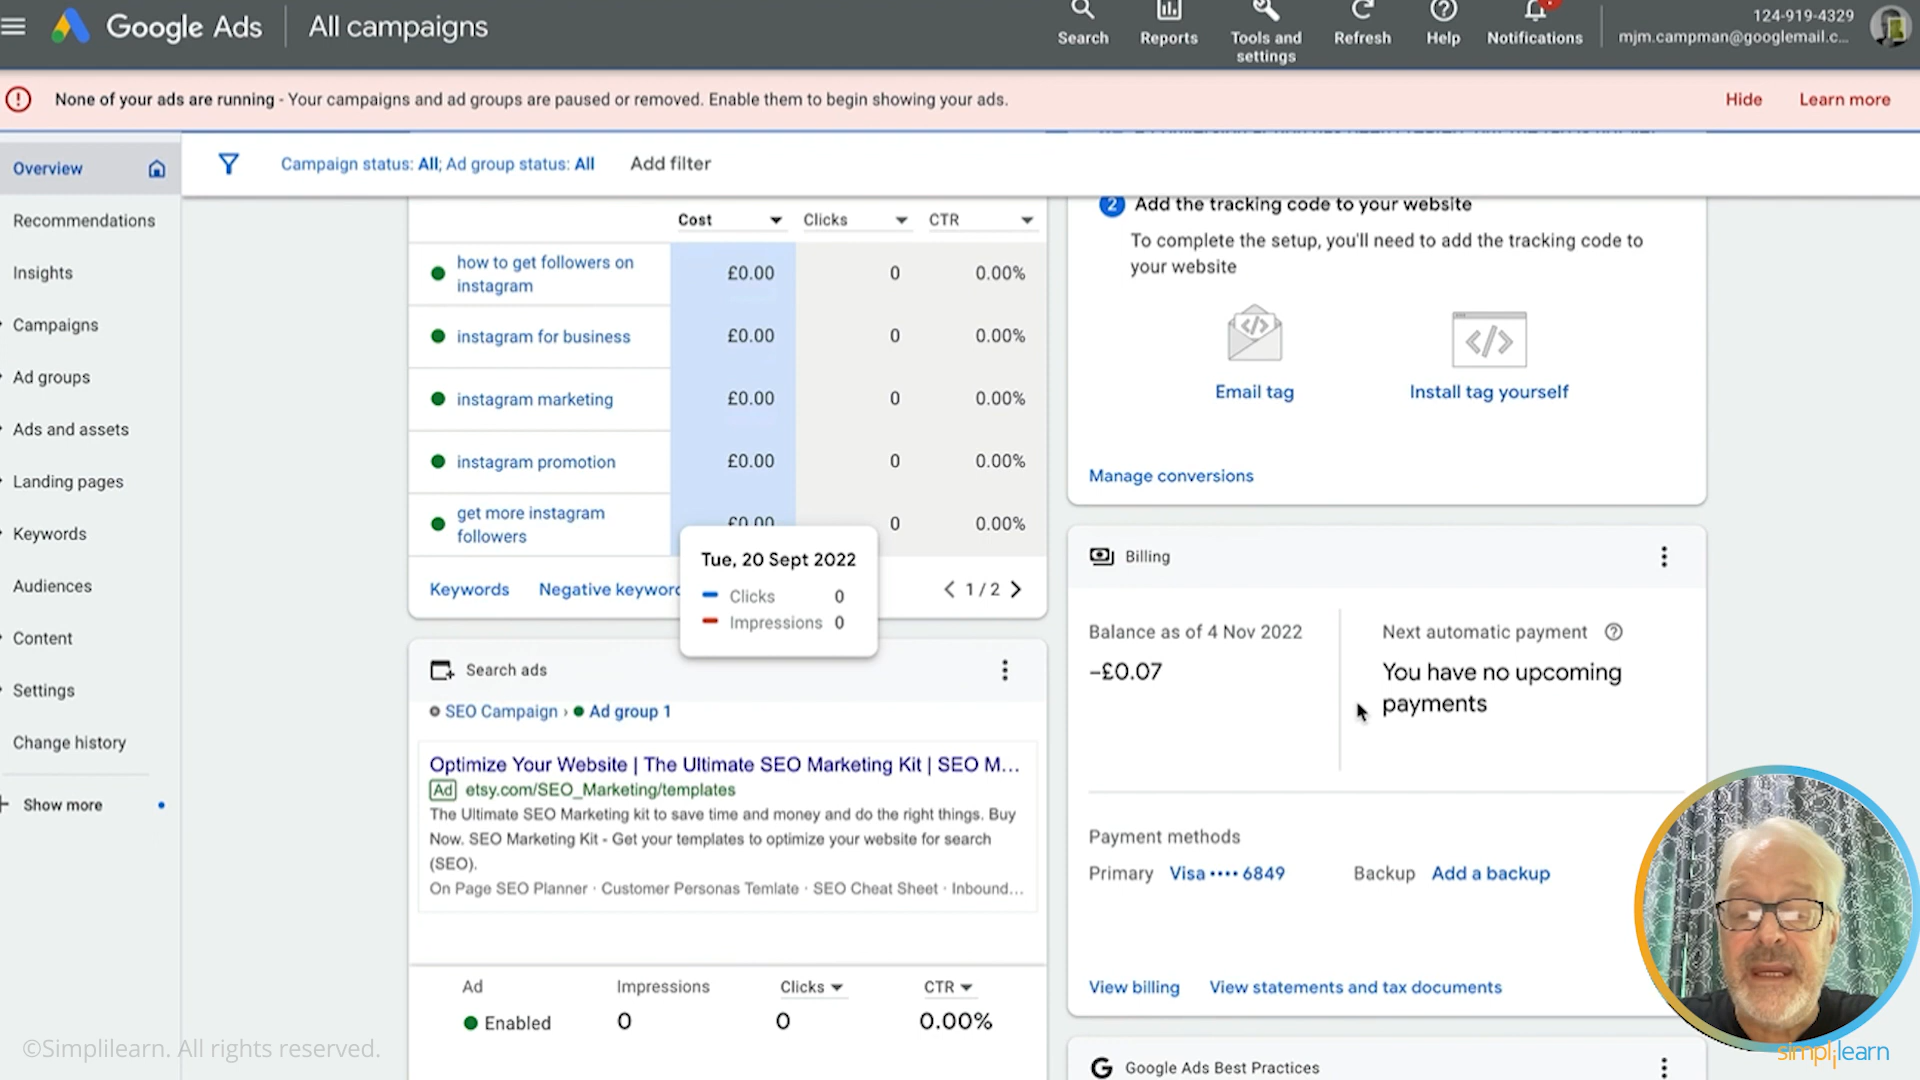 Google Ads
All campaigns
Search
Reports
Tools and
settings
Refresh
Help
Notifications
124-919-4329
mjm.campman@googlemail.c...
None of your ads are running - Your campaigns and ad groups are paused or removed. Enable them to begin showing your ads.
Hide
Learn more
Overview
Recommendations
Insights
Campaigns
Ad groups
Ads and assets
Landing pages
Keywords
Audiences
Content
Settings
Change history
Show more
Campaign status: All; Ad group status: All
Add filter
Cost
Clicks
CTR
how to get followers on
instagram
£0.00
0
0.00%
instagram for business
£0.00
0
0.00%
instagram marketing
£0.00
0
0.00%
instagram promotion
£0.00
0
0.00%
get more instagram
followers
£0.00
0
0.00%
Keywords
Negative keyword
1 / 2
Tue, 20 Sept 2022
Clicks 0
Impressions 0
Search ads
SEO Campaign › Ad group 1
Optimize Your Website | The Ultimate SEO Marketing Kit | SEO M...
Ad etsy.com/SEO_Marketing/templates
The Ultimate SEO Marketing kit to save time and money and do the right things. Buy
Now. SEO Marketing Kit - Get your templates to optimize your website for search
(SEO).
On Page SEO Planner · Customer Personas Temlate · SEO Cheat Sheet · Inbound...
Ad
Impressions
Clicks
CTR
Enabled
0
0
0.00%
2 Add the tracking code to your website
To complete the setup, you'll need to add the tracking code to
your website
Email tag
Install tag yourself
Manage conversions
Billing
Balance as of 4 Nov 2022
-£0.07
Next automatic payment
You have no upcoming
payments
Payment methods
Primary Visa •••• 6849
Backup Add a backup
View billing
View statements and tax documents
Google Ads Best Practices
©Simplilearn. All rights reserved.
simplilearn